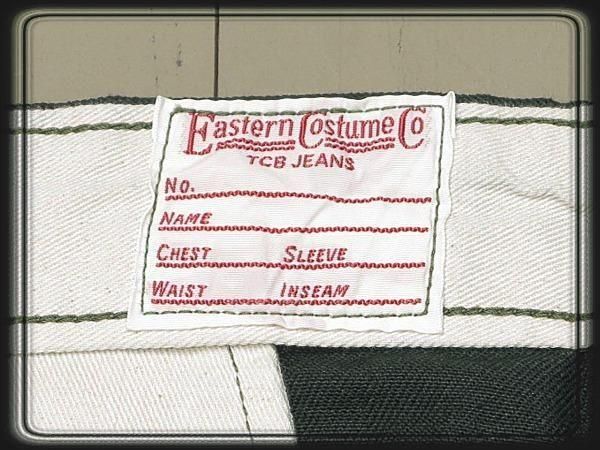 Eastern Costume Co
TCB JEANS
No.
NAME
CHEST SLEEVE
WAIST INSEAM